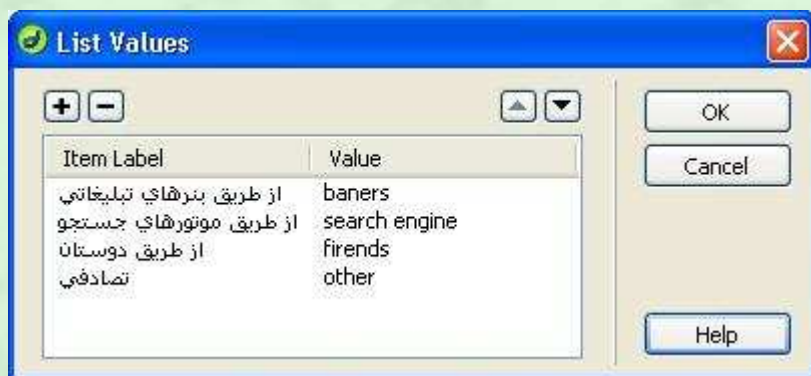 List Values
OK
Item Label Value
Cancel
از طريق بنرهاي تبليغاتي baners
از طريق موتورهاي جستجو search engine
از طريق دوستان firends
تصادفي other
Help